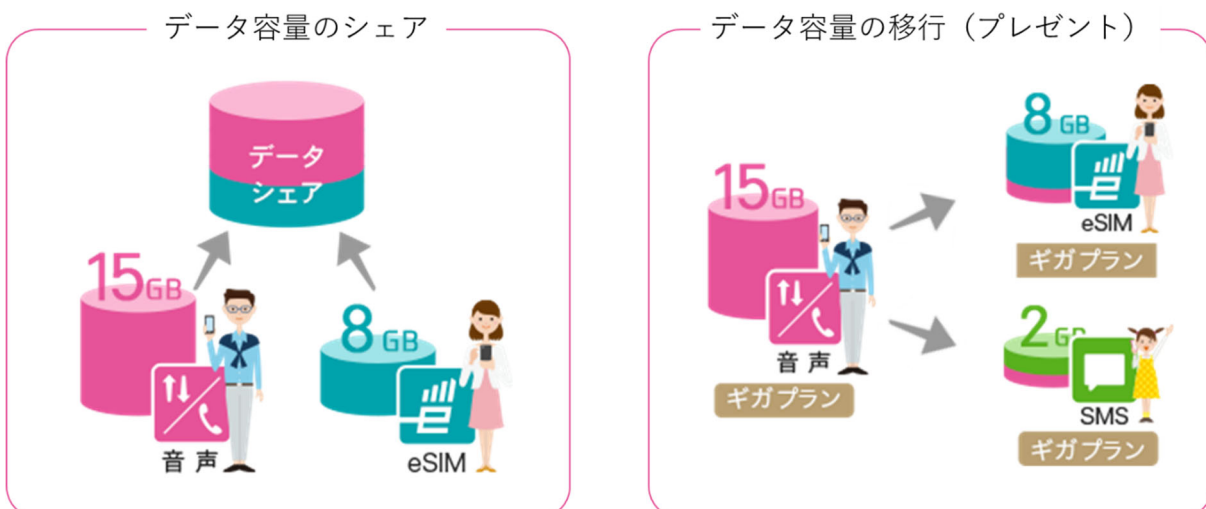 データ容量のシェア
データ
シェア
15GB
音声
8GB
eSIM
データ容量の移行（プレゼント）
15GB
音声
ギガプラン
8GB
eSIM
ギガプラン
2GB
SMS
ギガプラン